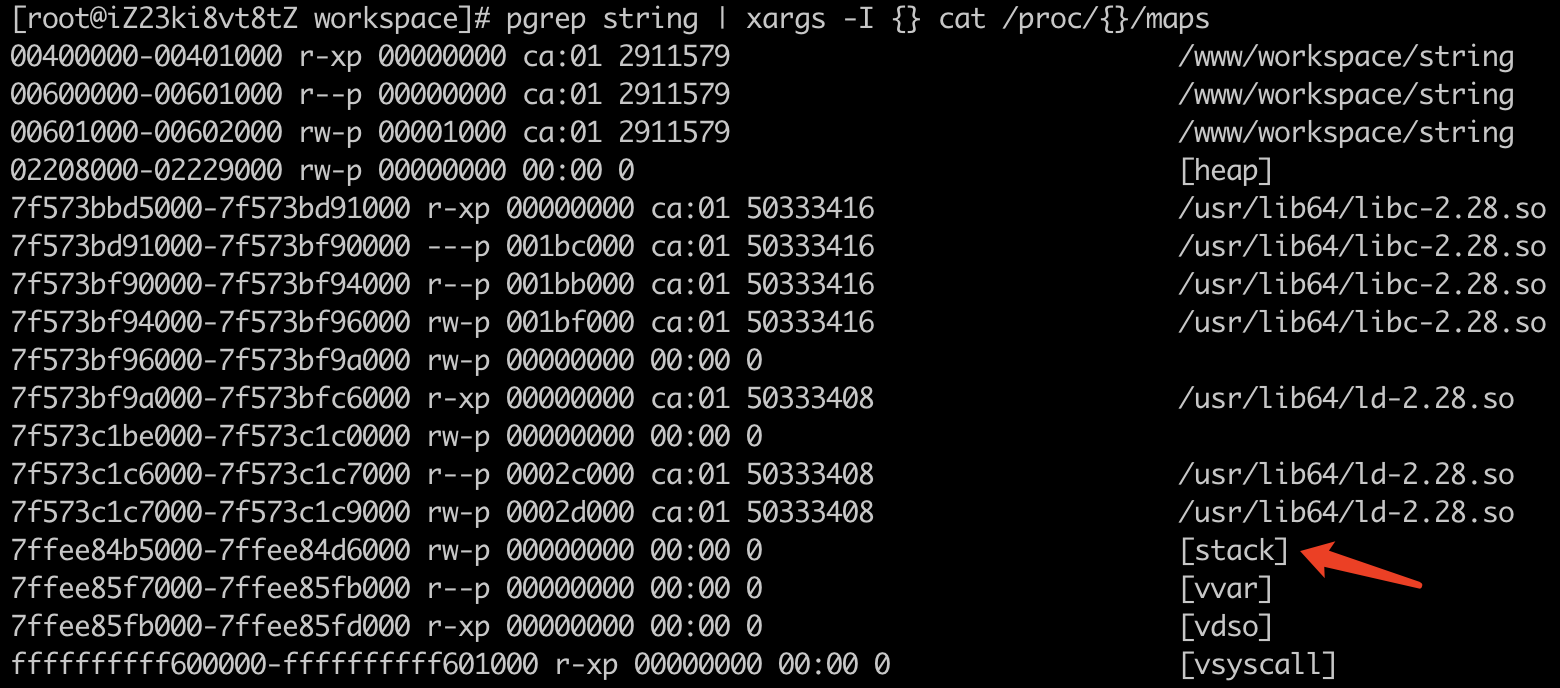 [root@iZ23ki8vt8tZ workspace]# pgrep string | xargs -I {} cat /proc/{}/maps
00400000-00401000 r-xp 00000000 ca:01 2911579 /www/workspace/string
00600000-00601000 r--p 00000000 ca:01 2911579 /www/workspace/string
00601000-00602000 rw-p 00001000 ca:01 2911579 /www/workspace/string
02208000-02229000 rw-p 00000000 00:00 0 [heap]
7f573bbd5000-7f573bd91000 r-xp 00000000 ca:01 50333416 /usr/lib64/libc-2.28.so
7f573bd91000-7f573bf90000 ---p 001bc000 ca:01 50333416 /usr/lib64/libc-2.28.so
7f573bf90000-7f573bf94000 r--p 001bb000 ca:01 50333416 /usr/lib64/libc-2.28.so
7f573bf94000-7f573bf96000 rw-p 001bf000 ca:01 50333416 /usr/lib64/libc-2.28.so
7f573bf96000-7f573bf9a000 rw-p 00000000 00:00 0
7f573bf9a000-7f573bfc6000 r-xp 00000000 ca:01 50333408 /usr/lib64/ld-2.28.so
7f573c1be000-7f573c1c0000 rw-p 00000000 00:00 0
7f573c1c6000-7f573c1c7000 r--p 0002c000 ca:01 50333408 /usr/lib64/ld-2.28.so
7f573c1c7000-7f573c1c9000 rw-p 0002d000 ca:01 50333408 /usr/lib64/ld-2.28.so
7ffee84b5000-7ffee84d6000 rw-p 00000000 00:00 0 [stack]
7ffee85f7000-7ffee85fb000 r--p 00000000 00:00 0 [vvar]
7ffee85fb000-7ffee85fd000 r-xp 00000000 00:00 0 [vdso]
ffffffffff600000-ffffffffff601000 r-xp 00000000 00:00 0 [vsyscall]